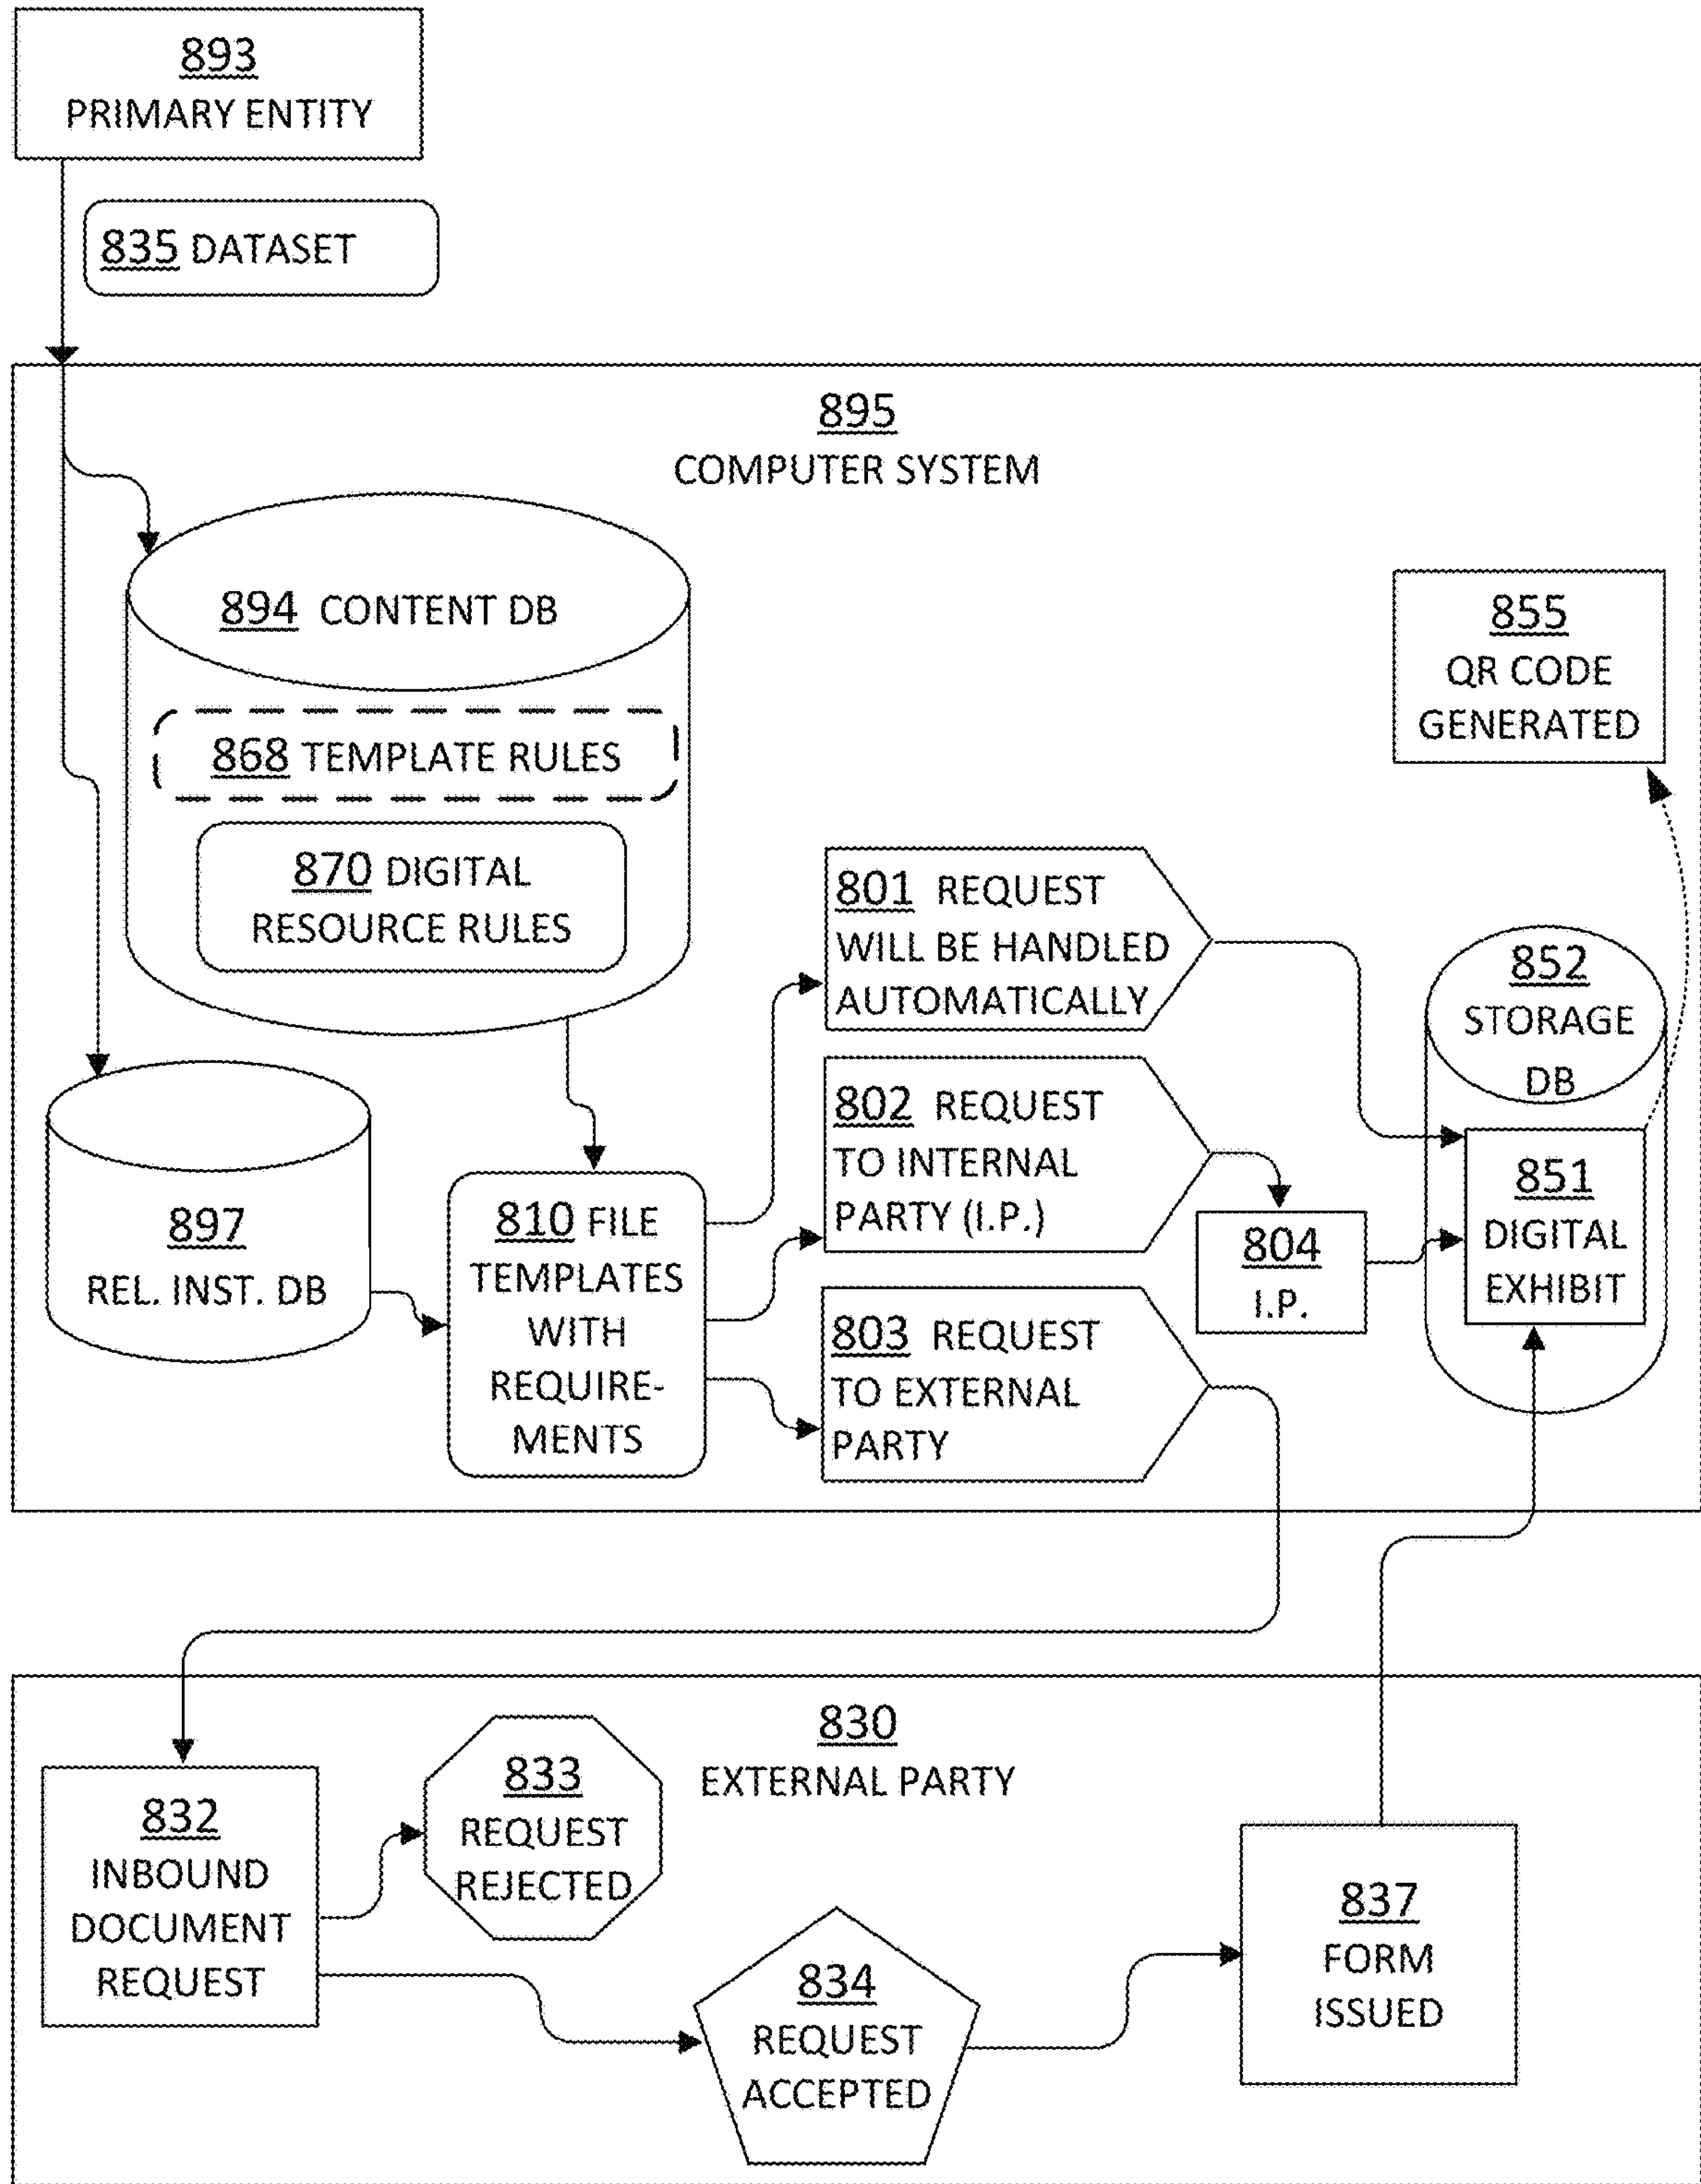 893
PRIMARY ENTITY
835 DATASET
895
COMPUTER SYSTEM
894 CONTENT DB
868 TEMPLATE RULES
870 DIGITAL
RESOURCE RULES
855
QR CODE
GENERATED
801 REQUEST
WILL BE HANDLED
AUTOMATICALLY
852
STORAGE
DB
802 REQUEST
TO INTERNAL
PARTY (I.P.)
851
DIGITAL
EXHIBIT
897
REL. INST. DB
810 FILE
TEMPLATES
WITH
REQUIRE-
MENTS
804
I.P.
803 REQUEST
TO EXTERNAL
PARTY
830
EXTERNAL PARTY
832
INBOUND
DOCUMENT
REQUEST
833
REQUEST
REJECTED
834
REQUEST
ACCEPTED
837
FORM
ISSUED